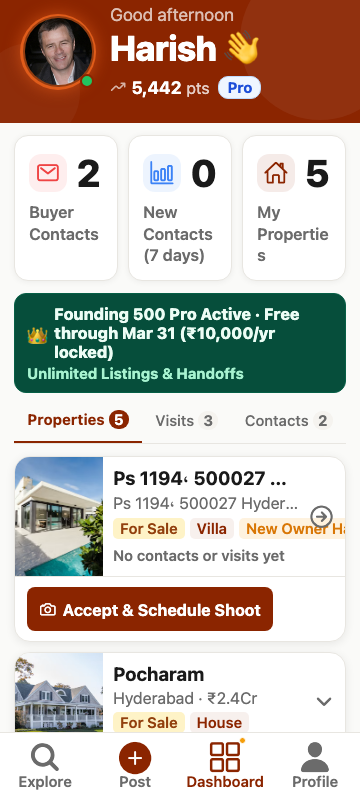 Good afternoon
Harish 👋
5,442 pts Pro
2
Buyer
Contacts
0
New
Contacts
(7 days)
5
My
Propertie
s
👑 Founding 500 Pro Active · Free
through Mar 31 (₹10,000/yr
locked)
Unlimited Listings & Handoffs
Properties 5
Visits 3
Contacts 2
Ps 1194، 500027 ...
Ps 1194، 500027 Hyder...
For Sale Villa New Owner Ha
No contacts or visits yet
Accept & Schedule Shoot
Pocharam
Hyderabad · ₹2.4Cr
For Sale House
Explore
Post
Dashboard
Profile